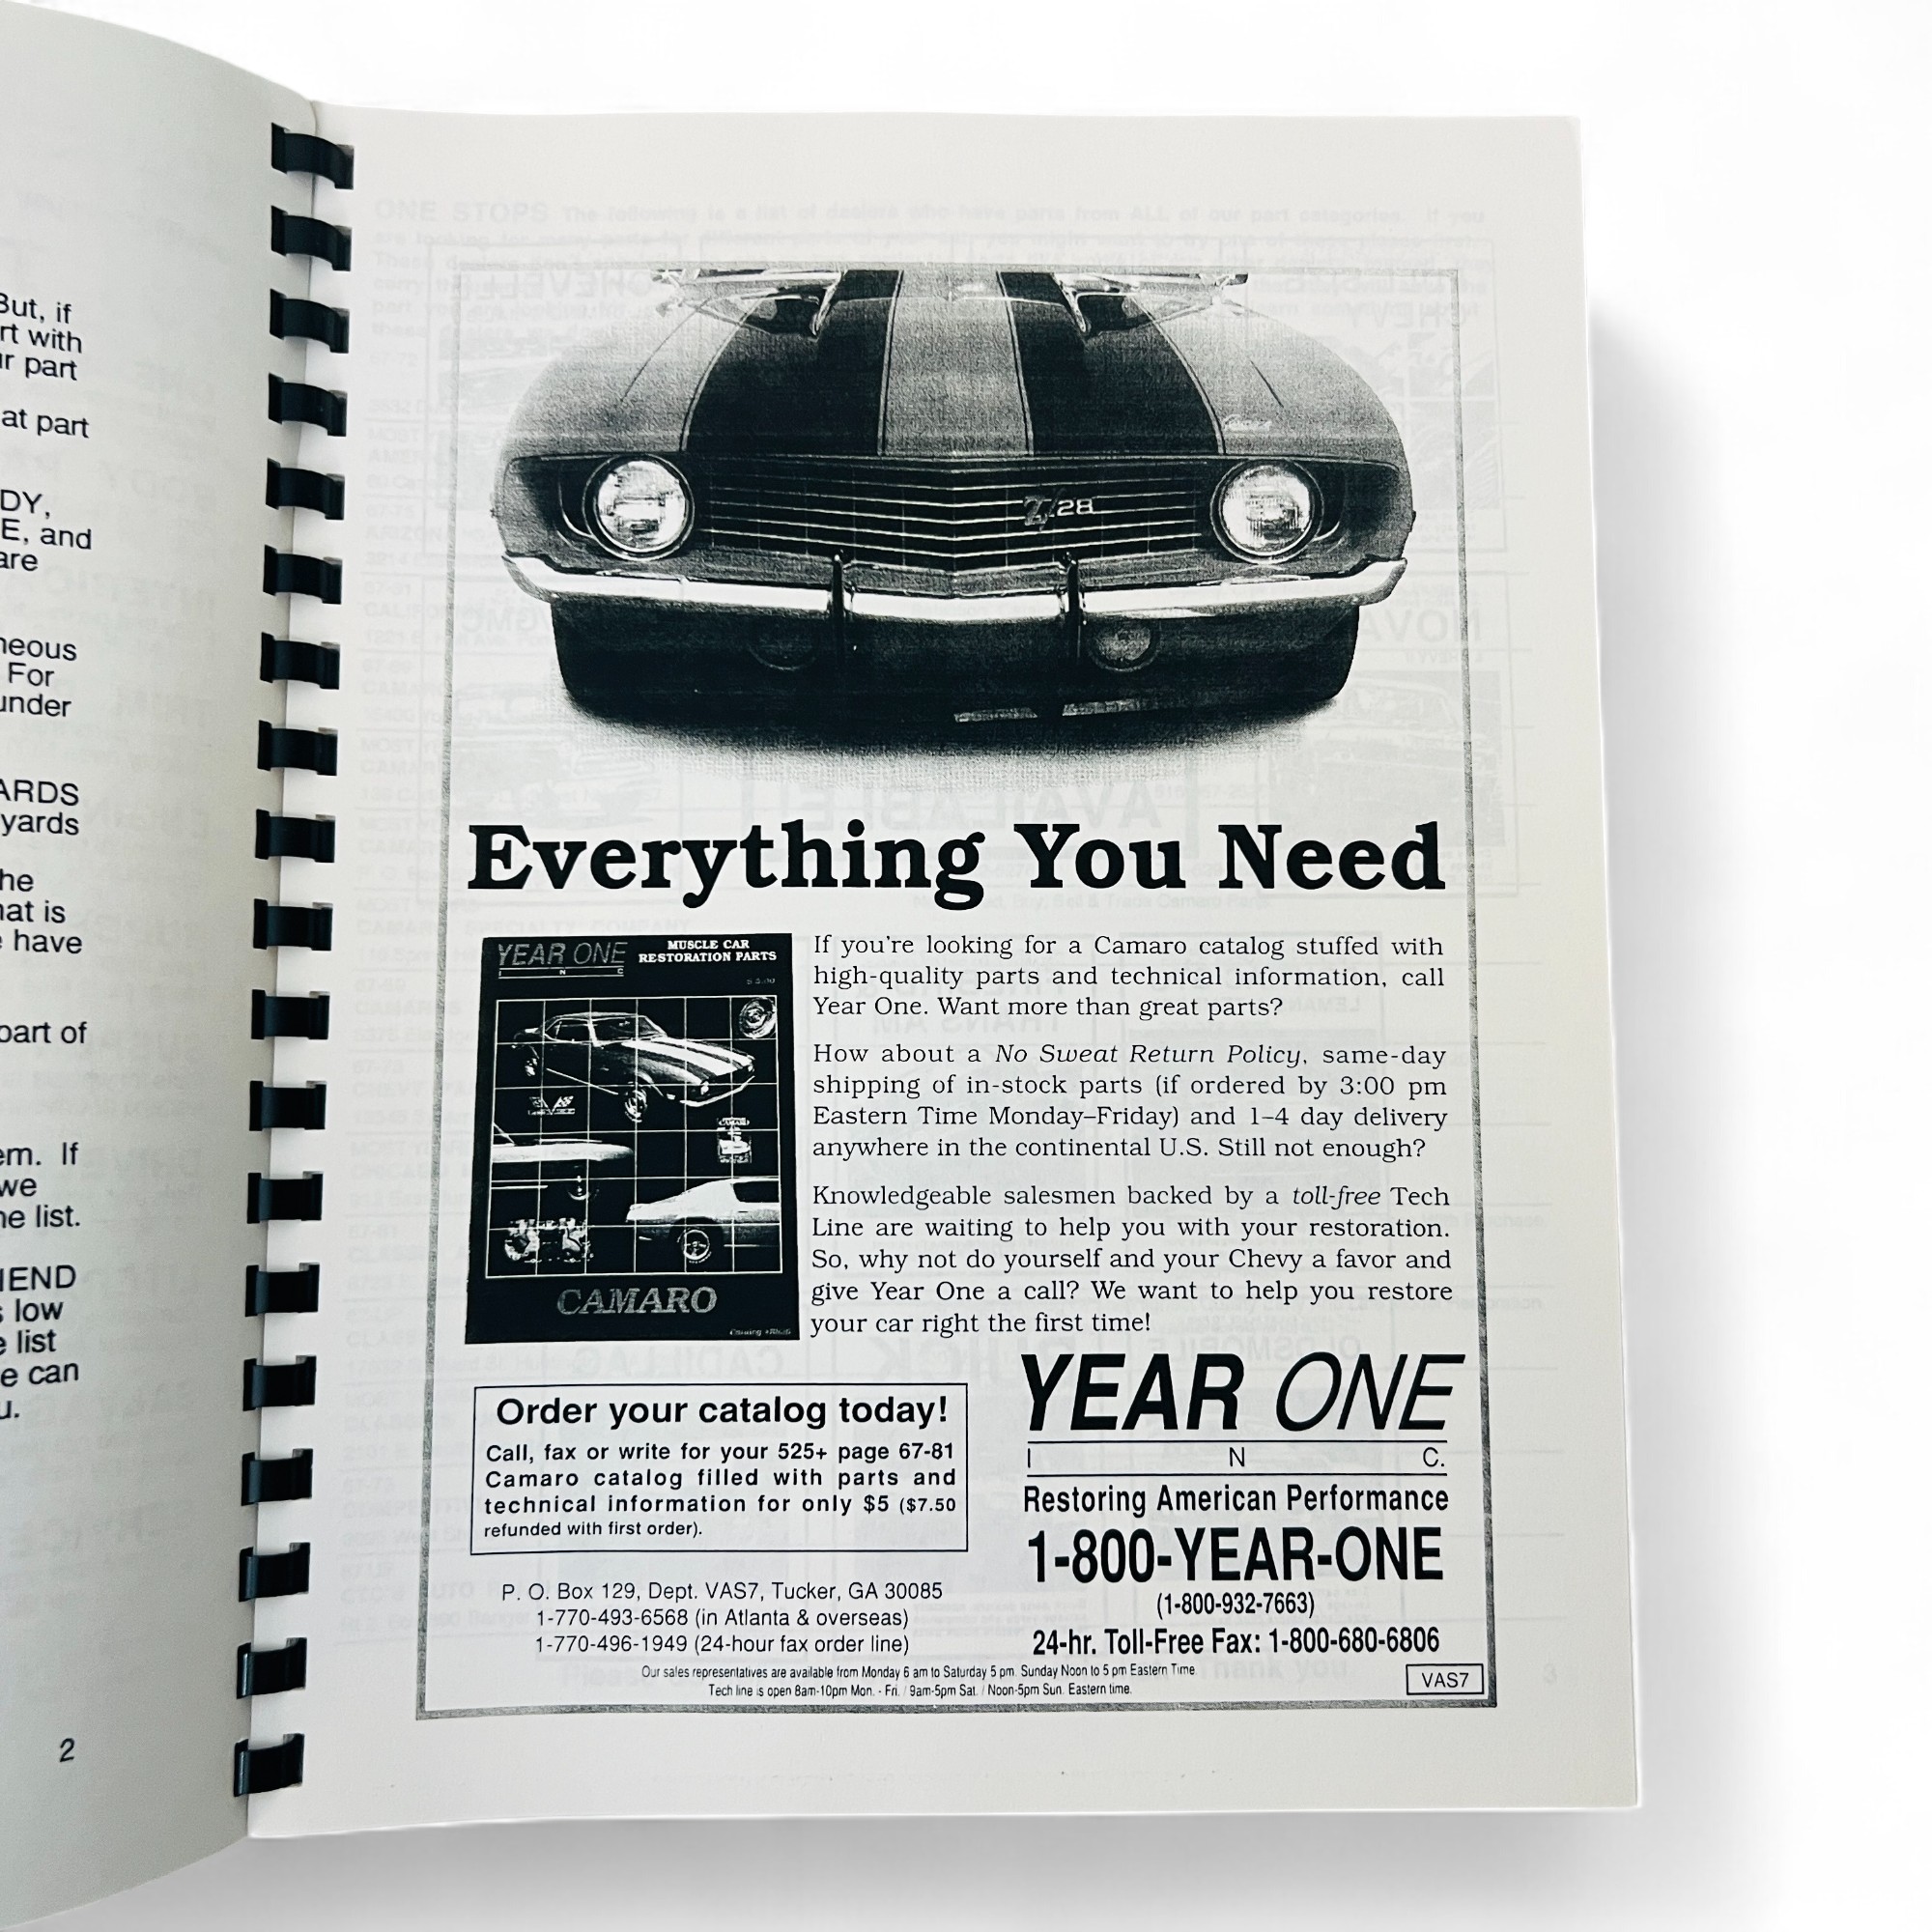 But, if
rt with
ur part
at part
DY,
E, and
are
neous
For
under
ARDS
yards
he
hat is
e have
part of
em. If
we
he list.
IEND
s low
e list
e can
u.
2
Z/28
Everything You Need
YEAR ONE
INC
MUSCLE CAR
RESTORATION PARTS
CAMARO
If you're looking for a Camaro catalog stuffed with
high-quality parts and technical information, call
Year One. Want more than great parts?
How about a No Sweat Return Policy, same-day
shipping of in-stock parts (if ordered by 3:00 pm
Eastern Time Monday–Friday) and 1–4 day delivery
anywhere in the continental U.S. Still not enough?
Knowledgeable salesmen backed by a toll-free Tech
Line are waiting to help you with your restoration.
So, why not do yourself and your Chevy a favor and
give Year One a call? We want to help you restore
your car right the first time!
Order your catalog today!
Call, fax or write for your 525+ page 67-81
Camaro catalog filled with parts and
technical information for only $5 ($7.50
refunded with first order).
P. O. Box 129, Dept. VAS7, Tucker, GA 30085
1-770-493-6568 (in Atlanta & overseas)
1-770-496-1949 (24-hour fax order line)
YEAR ONE
I N C.
Restoring American Performance
1-800-YEAR-ONE
(1-800-932-7663)
24-hr. Toll-Free Fax: 1-800-680-6806
Our sales representatives are available from Monday 6 am to Saturday 5 pm. Sunday Noon to 5 pm Eastern Time.
Tech line is open 8am-10pm Mon. - Fri. / 9am-5pm Sat. / Noon-5pm Sun. Eastern time.
VAS7